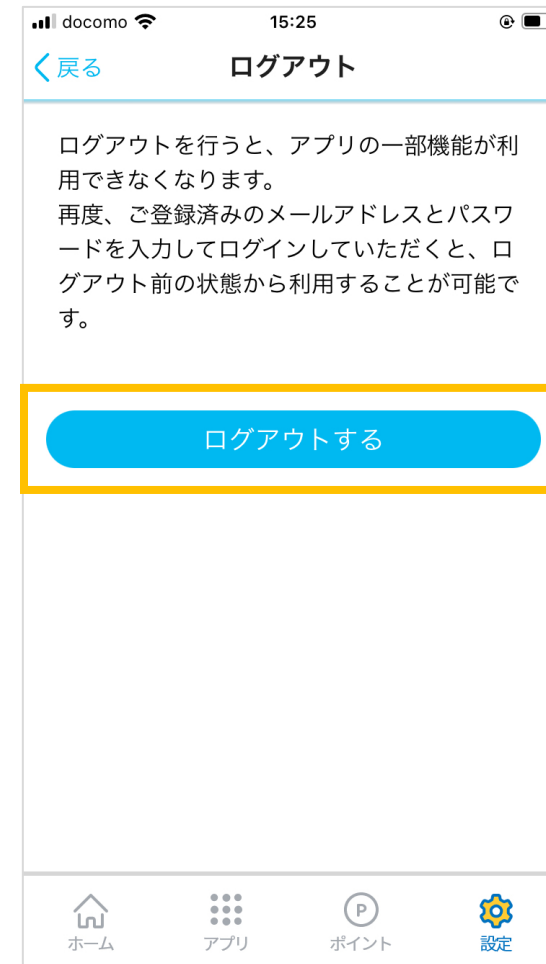 docomo 15:25
戻る ログアウト
ログアウトを行うと、アプリの一部機能が利
用できなくなります。
再度、ご登録済みのメールアドレスとパスワ
ードを入力してログインしていただくと、ロ
グアウト前の状態から利用することが可能で
す。
ログアウトする
P
ホーム アプリ ポイント 設定